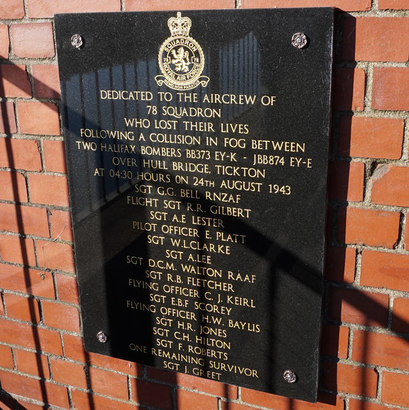 SQUADRON
DEDICATED TO THE AIRCREW OF
78 SQUADRON
WHO LOST THEIR LIVES
FOLLOWING A COLLISION IN FOG BETWEEN
TWO HALIFAX BOMBERS BB373 EY-K - JBB874 EY-E
OVER HULL BRIDGE, TICKTON
AT 04:30 HOURS ON 24TH AUGUST 1943
SGT G.G. BELL RNZAF
FLIGHT SGT R.R. GILBERT
SGT A.E LESTER
PILOT OFFICER E. PLATT
SGT W.L.CLARKE
SGT A.LEE
SGT D.C.M. WALTON RAAF
SGT R.B. FLETCHER
FLYING OFFICER C. J. KEIRL
SGT E.B.F SCOREY
FLYING OFFICER H.W. BAYLIS
SGT H.R. JONES
SGT C.H. HILTON
SGT F. ROBERTS
ONE REMAINING SURVIVOR
SGT J. GREET